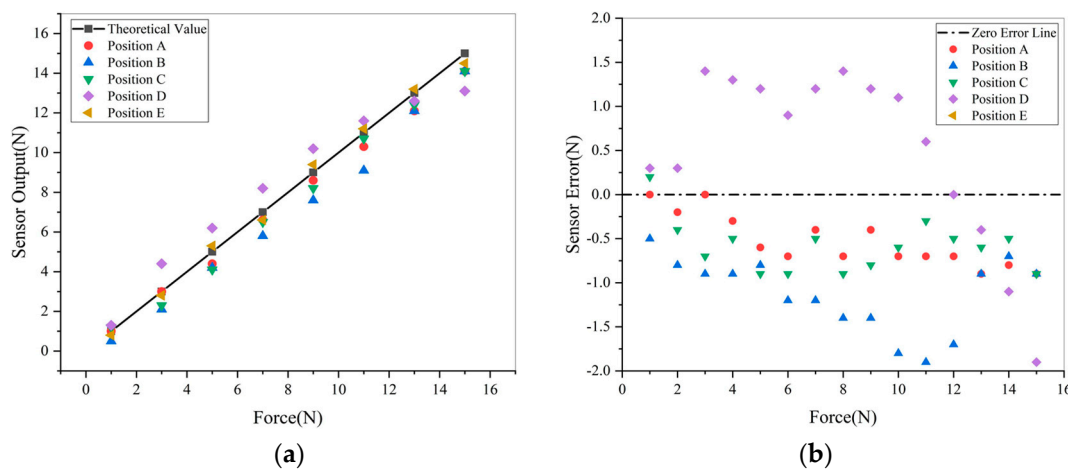 Theoretical Value
Position A
Position B
Position C
Position D
Position E
16
14
12
10
8
6
4
2
0
Sensor Output(N)
0 2 4 6 8 10 12 14 16
Force(N)
(a)
Zero Error Line
Position A
Position B
Position C
Position D
Position E
2.0
1.5
1.0
0.5
0.0
-0.5
-1.0
-1.5
-2.0
Sensor Error(N)
0 2 4 6 8 10 12 14 16
Force(N)
(b)